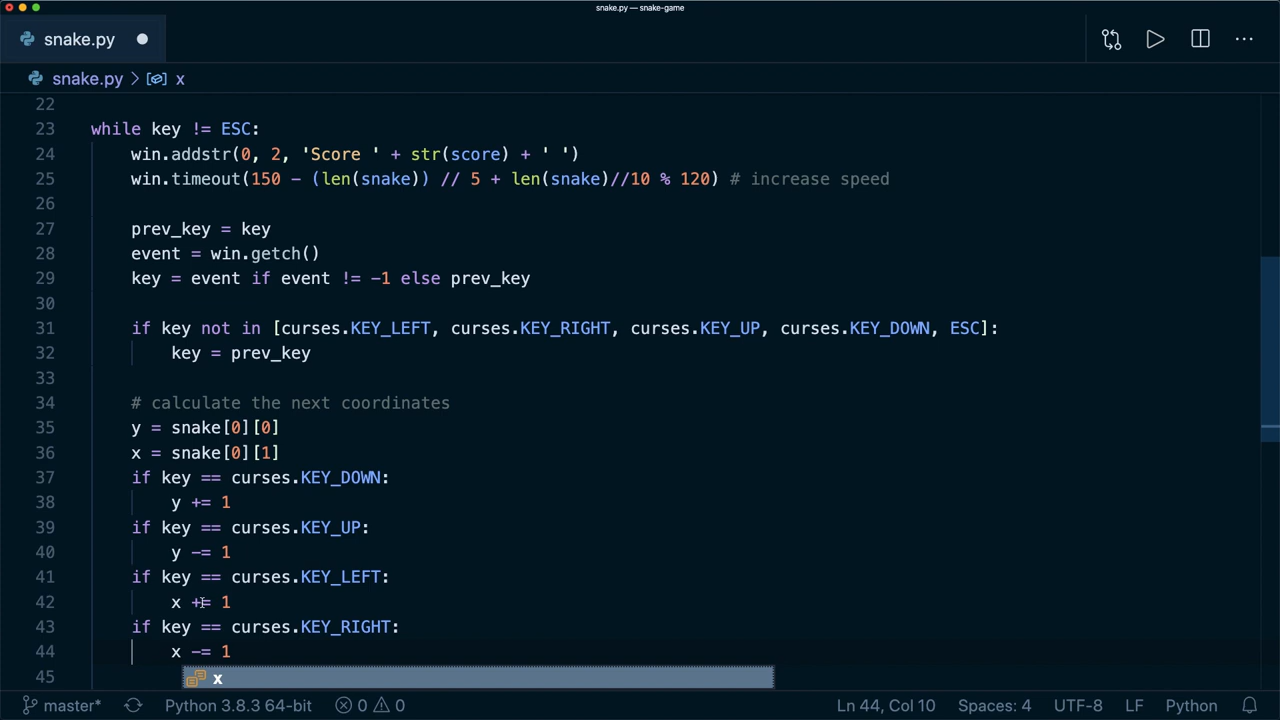 snake.py — snake-game
snake.py
snake.py > x
22
23 while key != ESC:
24 win.addstr(0, 2, 'Score ' + str(score) + ' ')
25 win.timeout(150 - (len(snake)) // 5 + len(snake)//10 % 120) # increase speed
26
27 prev_key = key
28 event = win.getch()
29 key = event if event != -1 else prev_key
30
31 if key not in [curses.KEY_LEFT, curses.KEY_RIGHT, curses.KEY_UP, curses.KEY_DOWN, ESC]:
32 key = prev_key
33
34 # calculate the next coordinates
35 y = snake[0][0]
36 x = snake[0][1]
37 if key == curses.KEY_DOWN:
38 y += 1
39 if key == curses.KEY_UP:
40 y -= 1
41 if key == curses.KEY_LEFT:
42 x += 1
43 if key == curses.KEY_RIGHT:
44 x -= 1
45
x
master* Python 3.8.3 64-bit 0 0 Ln 44, Col 10 Spaces: 4 UTF-8 LF Python